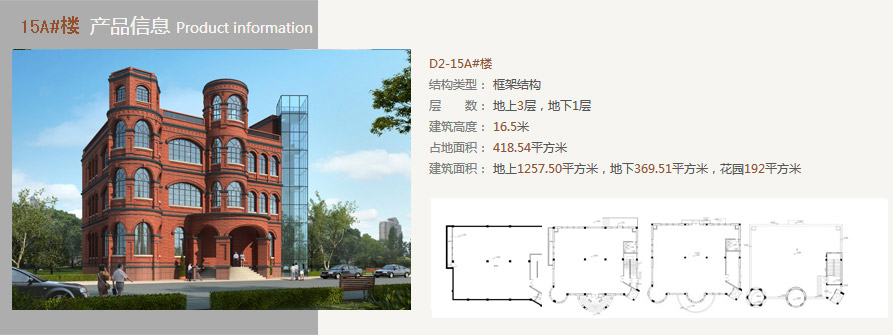 15A#楼 产品信息 Product information
D2-15A#楼
结构类型： 框架结构
层　　数： 地上3层，地下1层
建筑高度： 16.5米
占地面积： 418.54平方米
建筑面积： 地上1257.50平方米，地下369.51平方米，花园192平方米